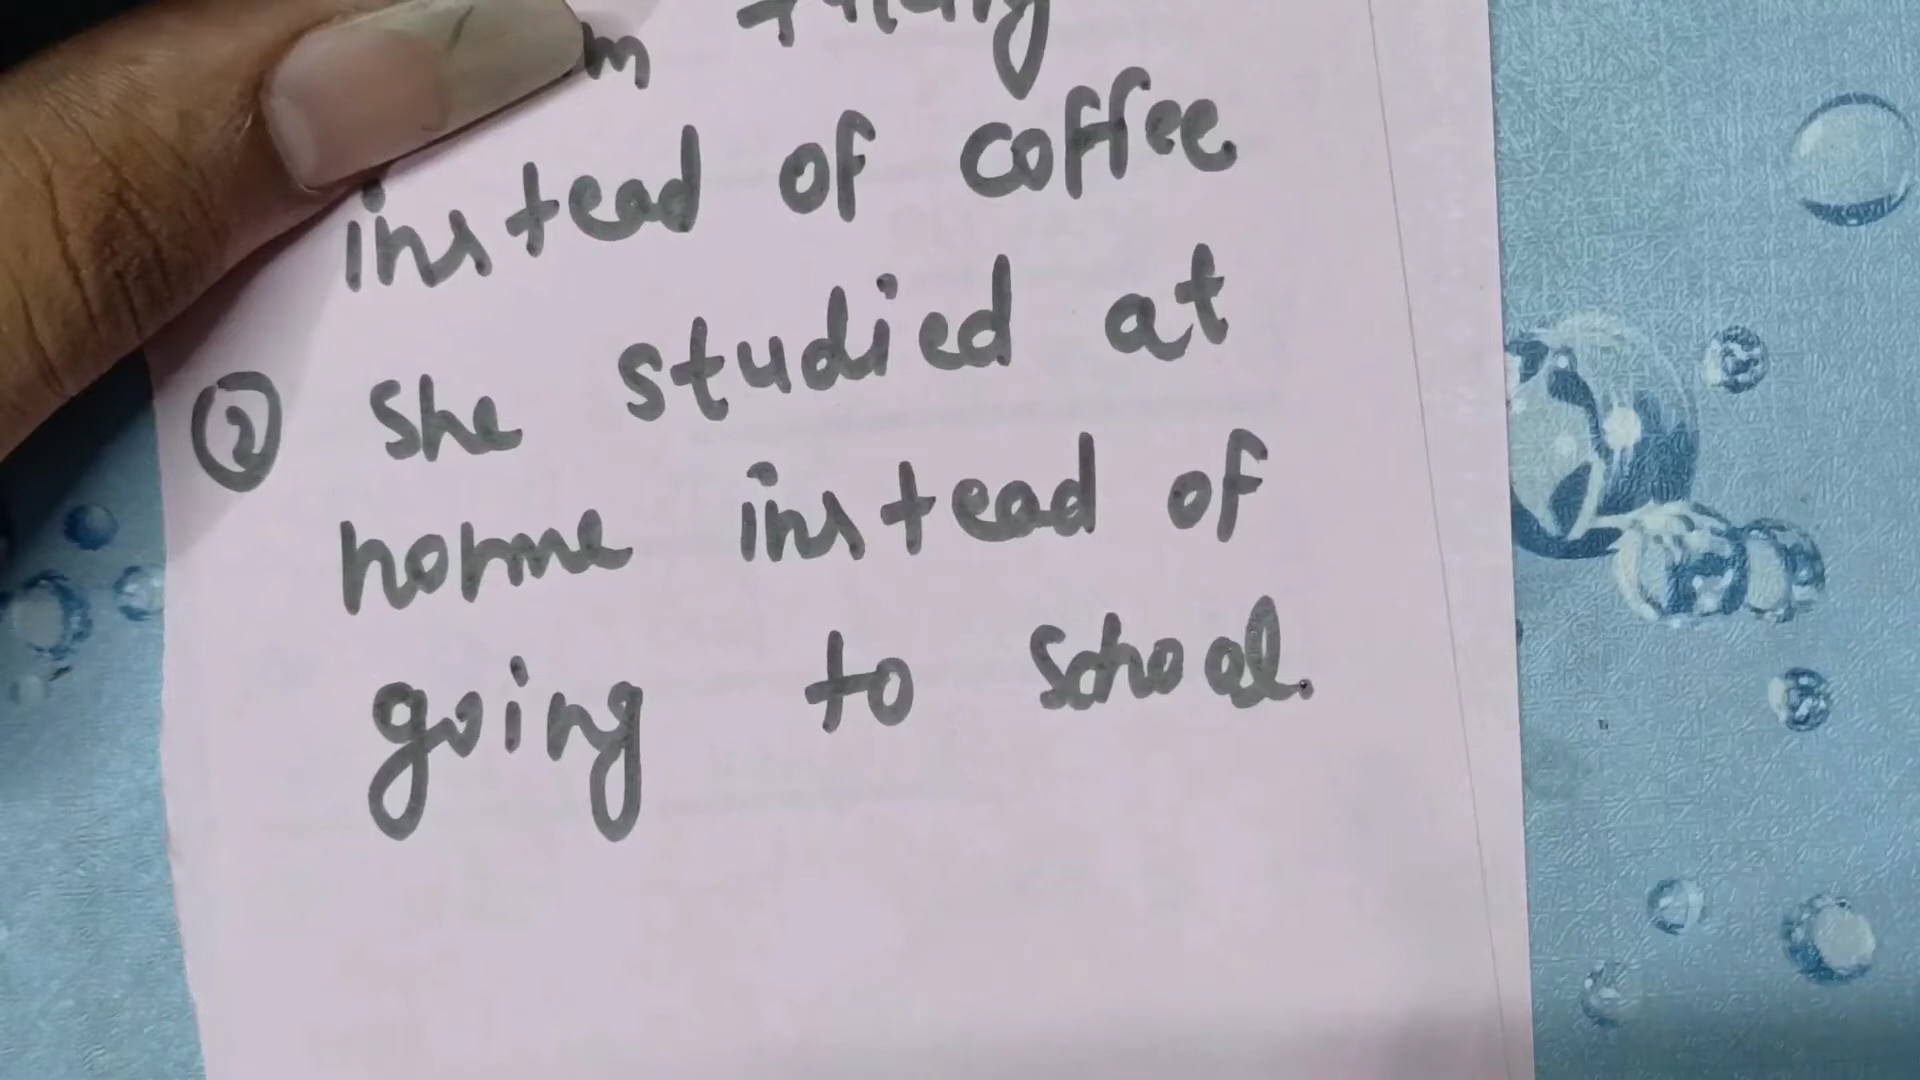 instead of coffee
② She studied at
home instead of
going to school.